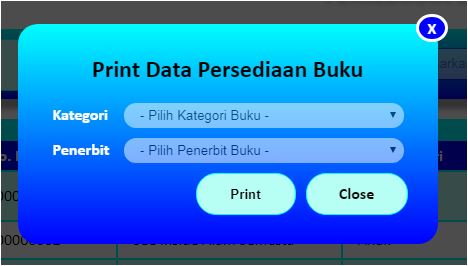 x
Print Data Persediaan Buku
Kategori
- Pilih Kategori Buku -
Penerbit
- Pilih Penerbit Buku -
Print
Close